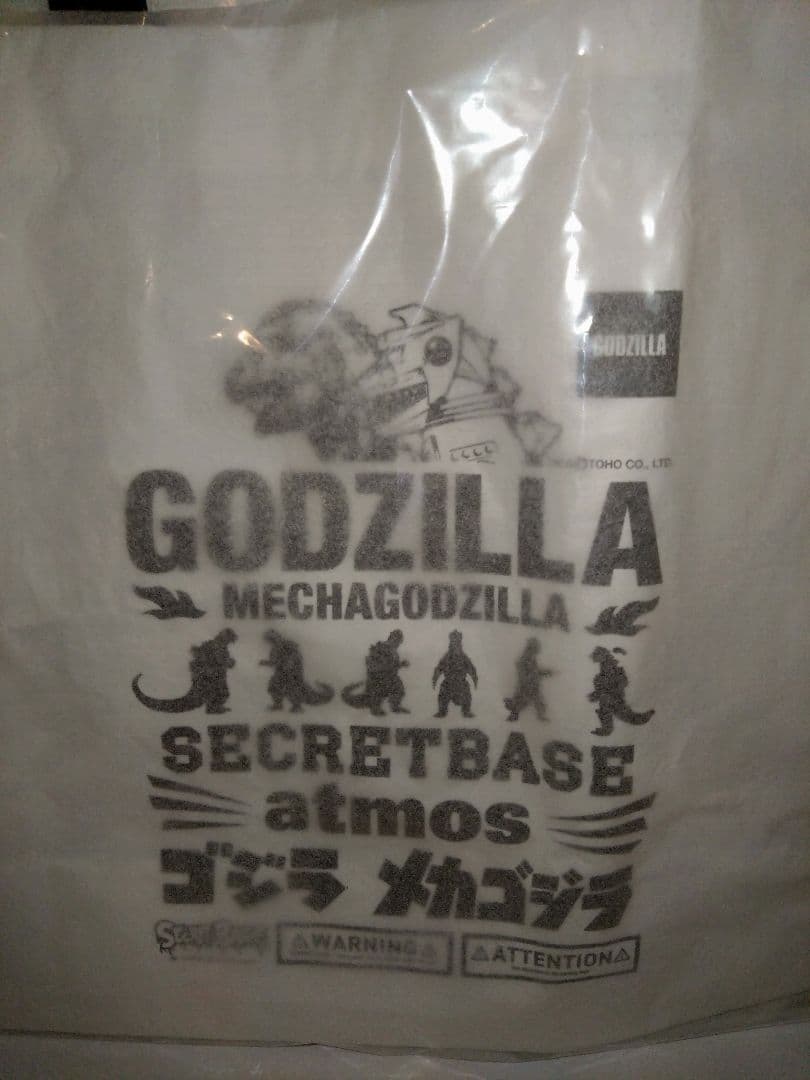 GODZILLA
TOHO CO., LTD
GODZILLA
MECHAGODZILLA
SECRETBASE
atmos
ゴジラ メカゴジラ
WARNING
ATTENTION